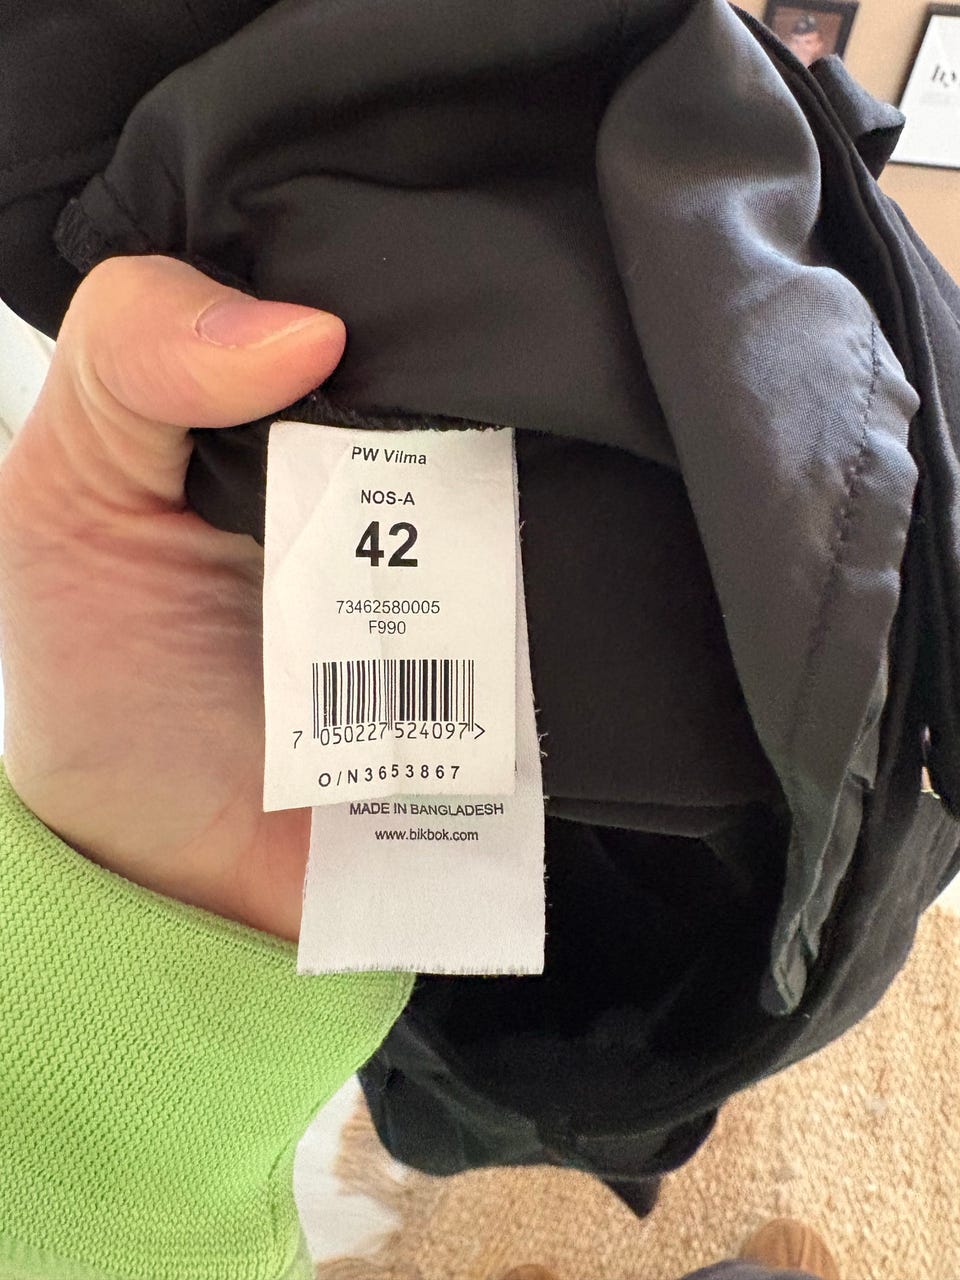 PW Vilma
NOS-A
42
73462580005
F990
7 050227 524097 >
O/N3653867
MADE IN BANGLADESH
www.bikbok.com